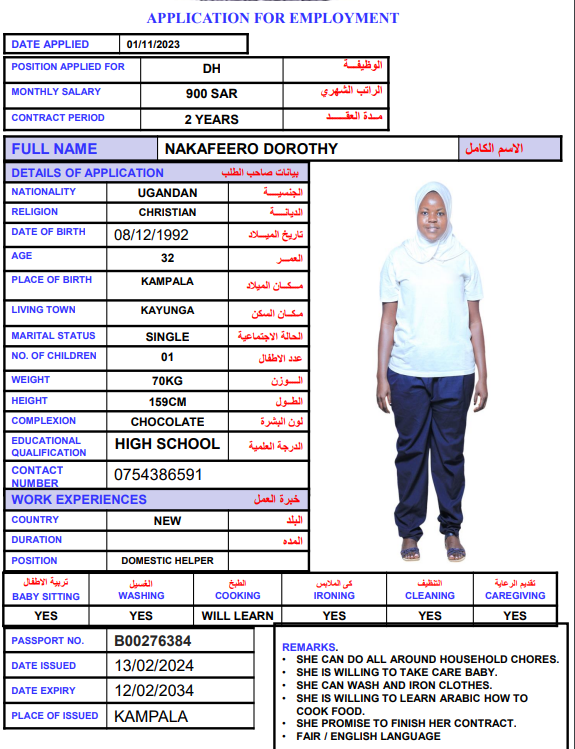 APPLICATION FOR EMPLOYMENT
DATE APPLIED 01/11/2023
POSITION APPLIED FOR DH الوظيفـــة
MONTHLY SALARY 900 SAR الراتب الشهري
CONTRACT PERIOD 2 YEARS مـدة العقــــد
FULL NAME NAKAFEERO DOROTHY الاسم الكامل
DETAILS OF APPLICATION بيانات صاحب الطلب
NATIONALITY UGANDAN الجنسيـــة
RELIGION CHRISTIAN الديانـــة
DATE OF BIRTH 08/12/1992 تاريخ الميــلاد
AGE 32 العمــر
PLACE OF BIRTH KAMPALA مـكـان الميلاد
LIVING TOWN KAYUNGA مـكـان السكن
MARITAL STATUS SINGLE الحالة الاجتماعية
NO. OF CHILDREN 01 عدد الاطفال
WEIGHT 70KG الــوزن
HEIGHT 159CM الطـول
COMPLEXION CHOCOLATE لون البشرة
EDUCATIONAL QUALIFICATION HIGH SCHOOL الدرجة العلمية
CONTACT NUMBER 0754386591
WORK EXPERIENCES خبرة العمل
COUNTRY NEW البلد
DURATION المده
POSITION DOMESTIC HELPER
تربية الاطفال الغسيل الطبخ كى الملابس التنظيف تقديم الرعاية
BABY SITTING WASHING COOKING IRONING CLEANING CAREGIVING
YES YES WILL LEARN YES YES YES
PASSPORT NO. B00276384
DATE ISSUED 13/02/2024
DATE EXPIRY 12/02/2034
PLACE OF ISSUED KAMPALA
REMARKS.
• SHE CAN DO ALL AROUND HOUSEHOLD CHORES.
• SHE IS WILLING TO TAKE CARE BABY.
• SHE CAN WASH AND IRON CLOTHES.
• SHE IS WILLING TO LEARN ARABIC HOW TO
COOK FOOD.
• SHE PROMISE TO FINISH HER CONTRACT.
• FAIR / ENGLISH LANGUAGE